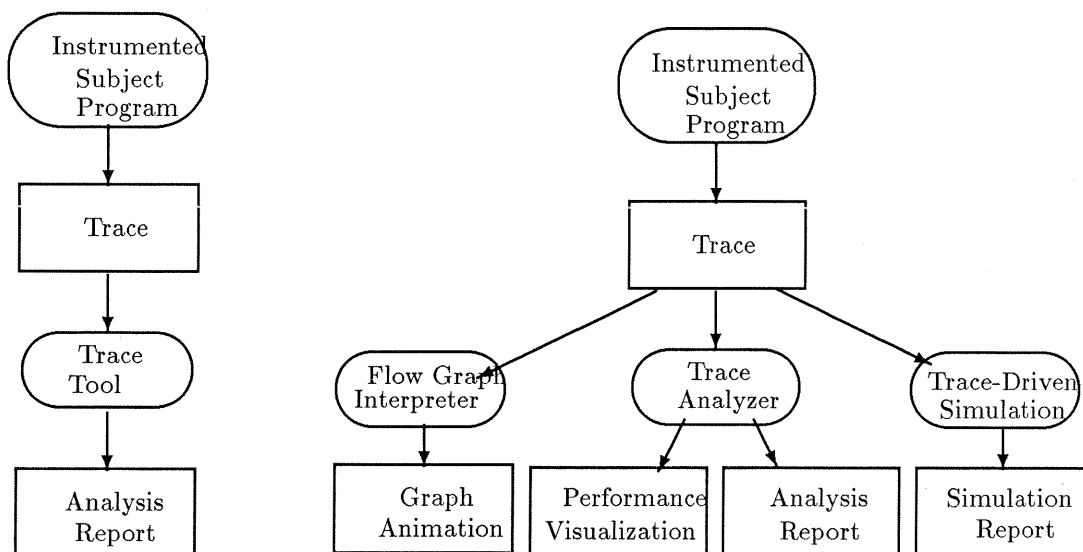 Instrumented
Subject
Program
Trace
Trace
Tool
Analysis
Report
Instrumented
Subject
Program
Trace
Flow Graph
Interpreter
Trace
Analyzer
Trace-Driven
Simulation
Graph
Animation
Performance
Visualization
Analysis
Report
Simulation
Report